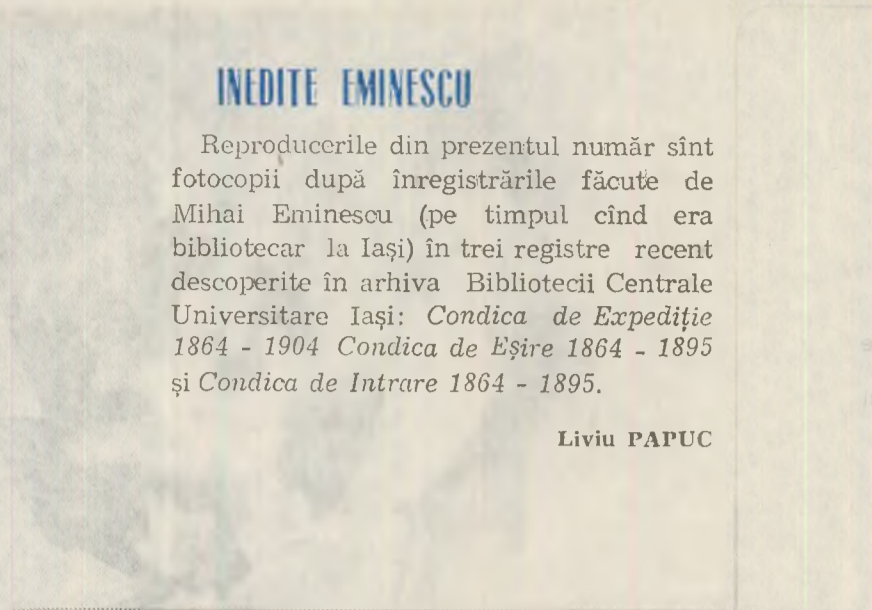 INEDITE EMINESCU
Reproducerile din prezentul număr sînt
fotocopii după înregistrările făcute de
Mihai Eminescu (pe timpul cînd era
bibliotecar la Iași) în trei registre recent
descoperite în arhiva Bibliotecii Centrale
Universitare Iași: Condica de Expediție
1864 - 1904 Condica de Eșire 1864 - 1895
și Condica de Intrare 1864 - 1895.
Liviu PAPUC